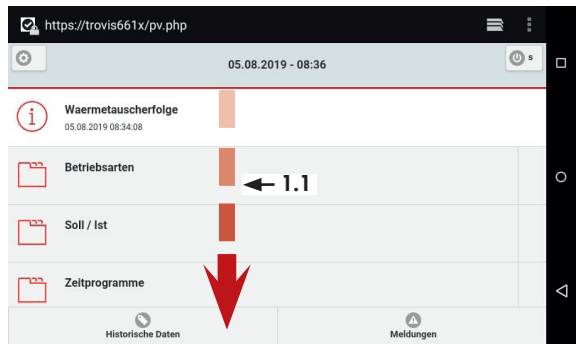 https://trovis661x/pv.php
05.08.2019 - 08:36
s
Waermetauscherfolge
05.08.2019 08:34:08
Betriebsarten
1.1
Soll / Ist
Zeitprogramme
Historische Daten
Meldungen